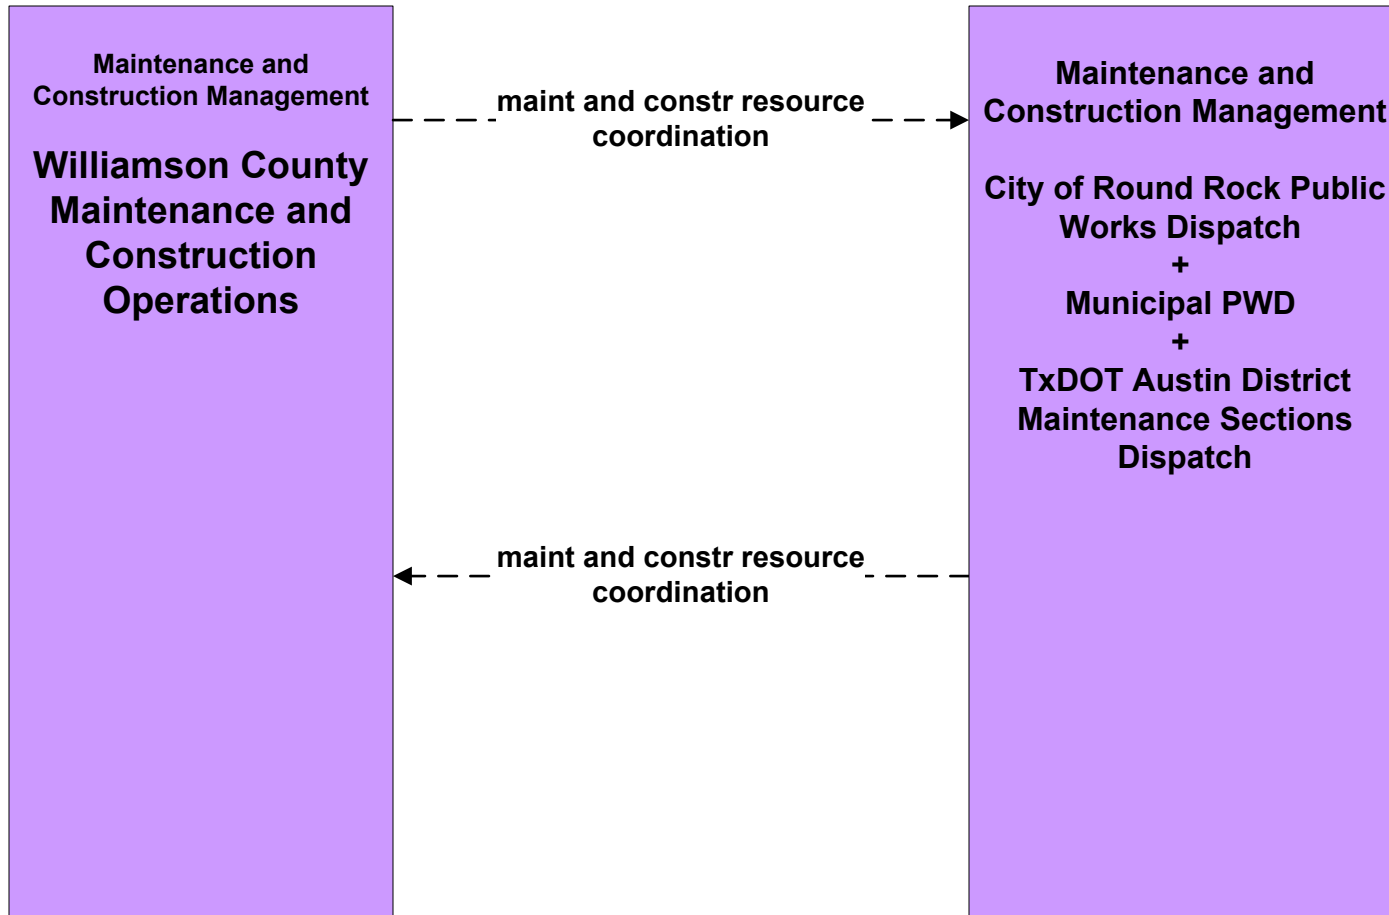 Maintenance and
Construction Management
Williamson County
Maintenance and
Construction
Operations
maint and constr resource
coordination
maint and constr resource
coordination
Maintenance and
Construction Management
City of Round Rock Public
Works Dispatch
+
Municipal PWD
+
TxDOT Austin District
Maintenance Sections
Dispatch